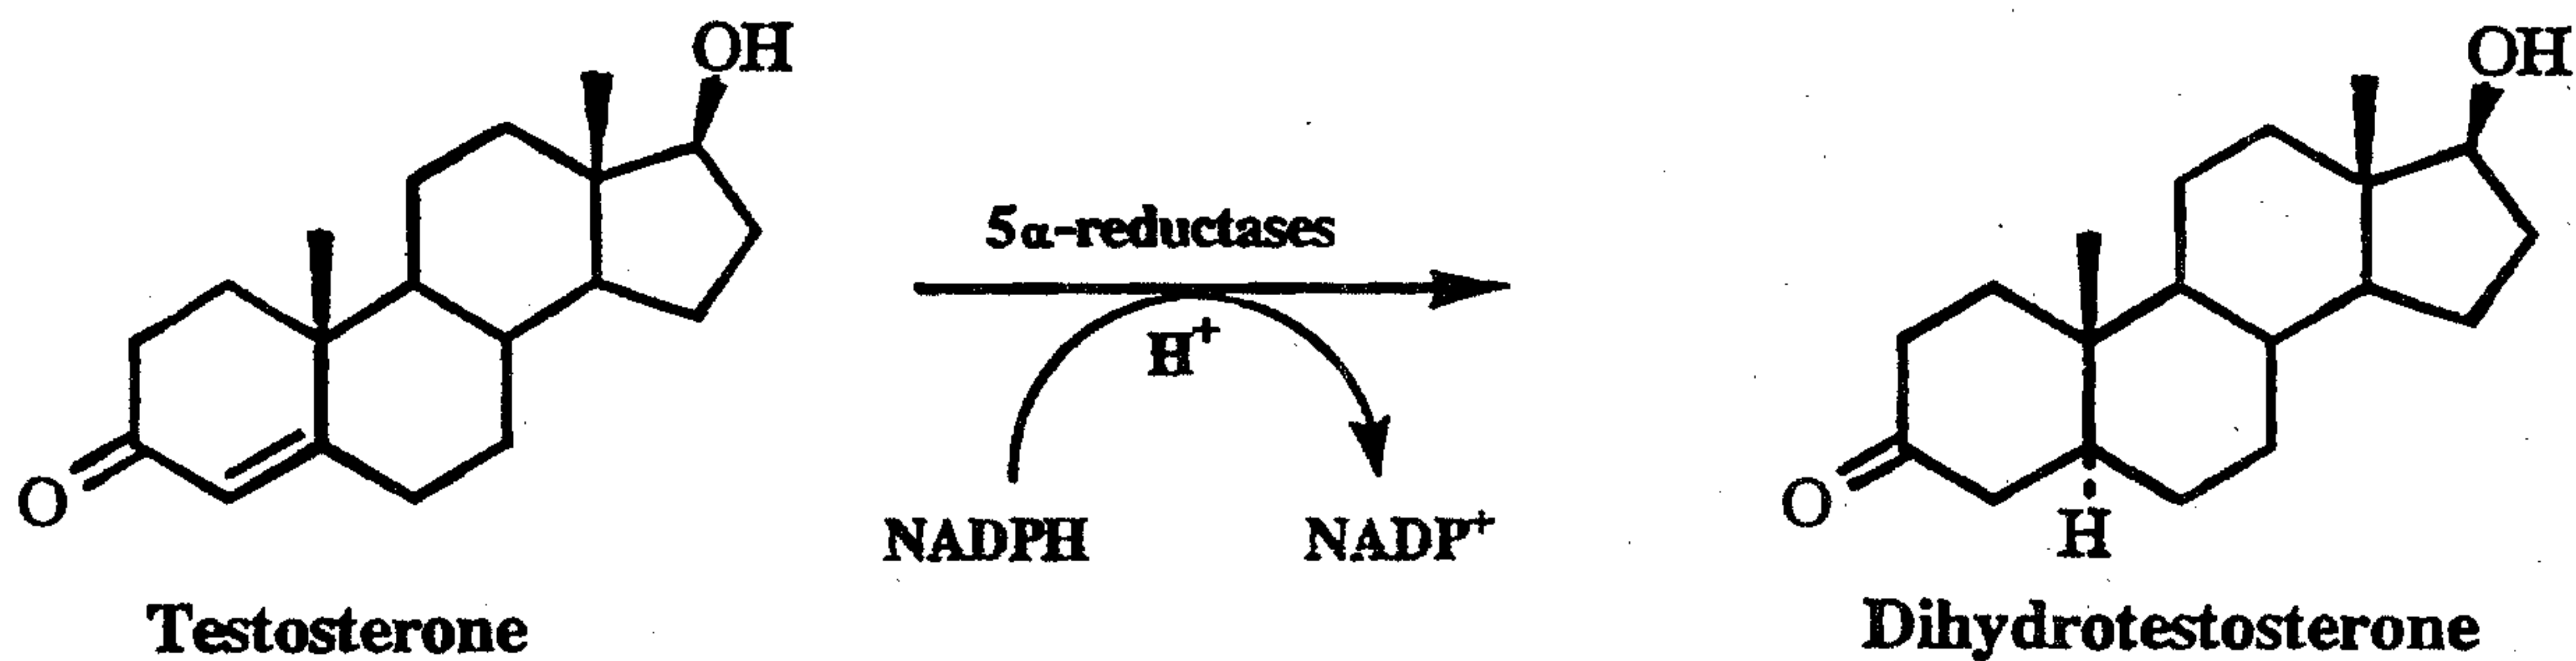 OH
OH
5α-reductases
H⁺
O
O
H
NADPH
NADP⁺
Testosterone
Dihydrotestosterone